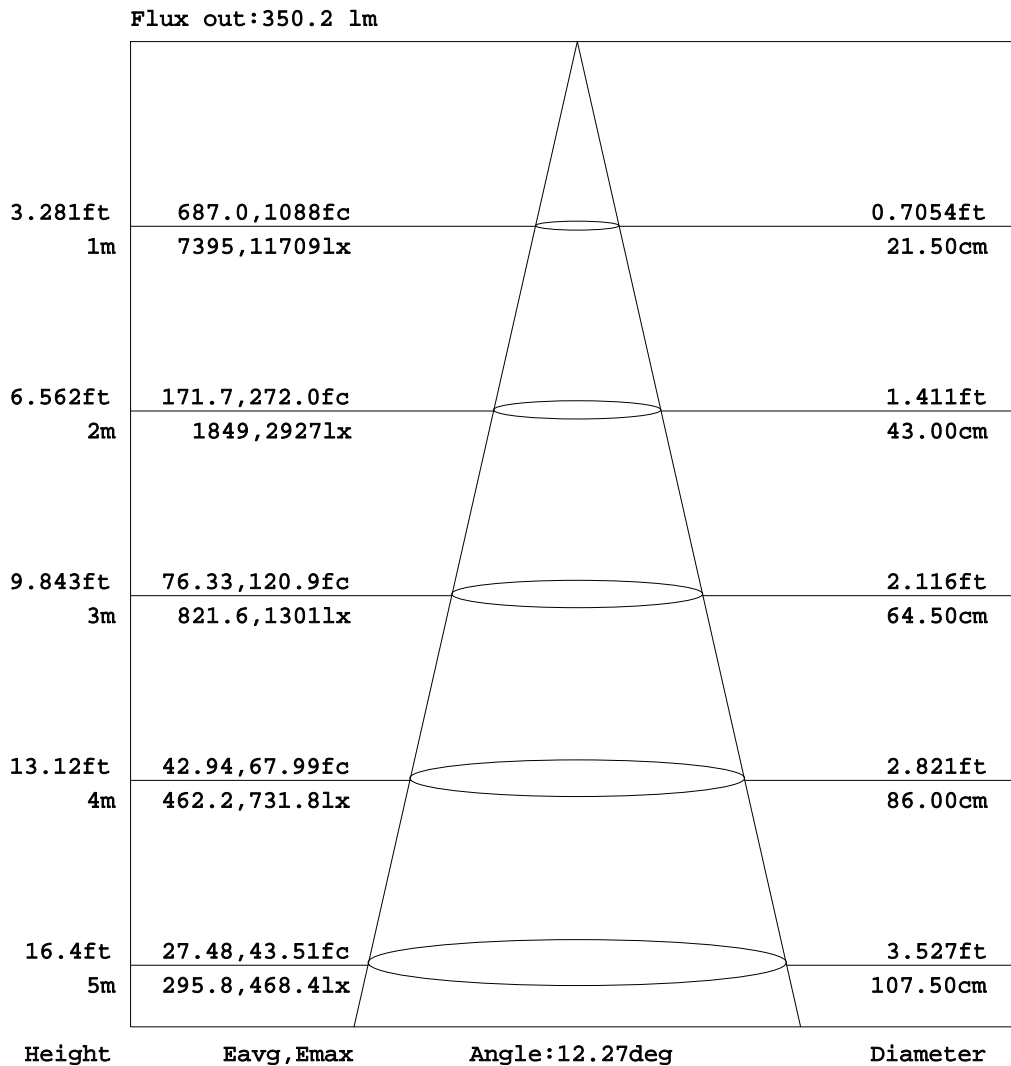 Flux out:350.2 lm
3.281ft 687.0,1088fc 0.7054ft
1m 7395,11709lx 21.50cm
6.562ft 171.7,272.0fc 1.411ft
2m 1849,2927lx 43.00cm
9.843ft 76.33,120.9fc 2.116ft
3m 821.6,1301lx 64.50cm
13.12ft 42.94,67.99fc 2.821ft
4m 462.2,731.8lx 86.00cm
16.4ft 27.48,43.51fc 3.527ft
5m 295.8,468.4lx 107.50cm
Height Eavg,Emax Angle:12.27deg Diameter